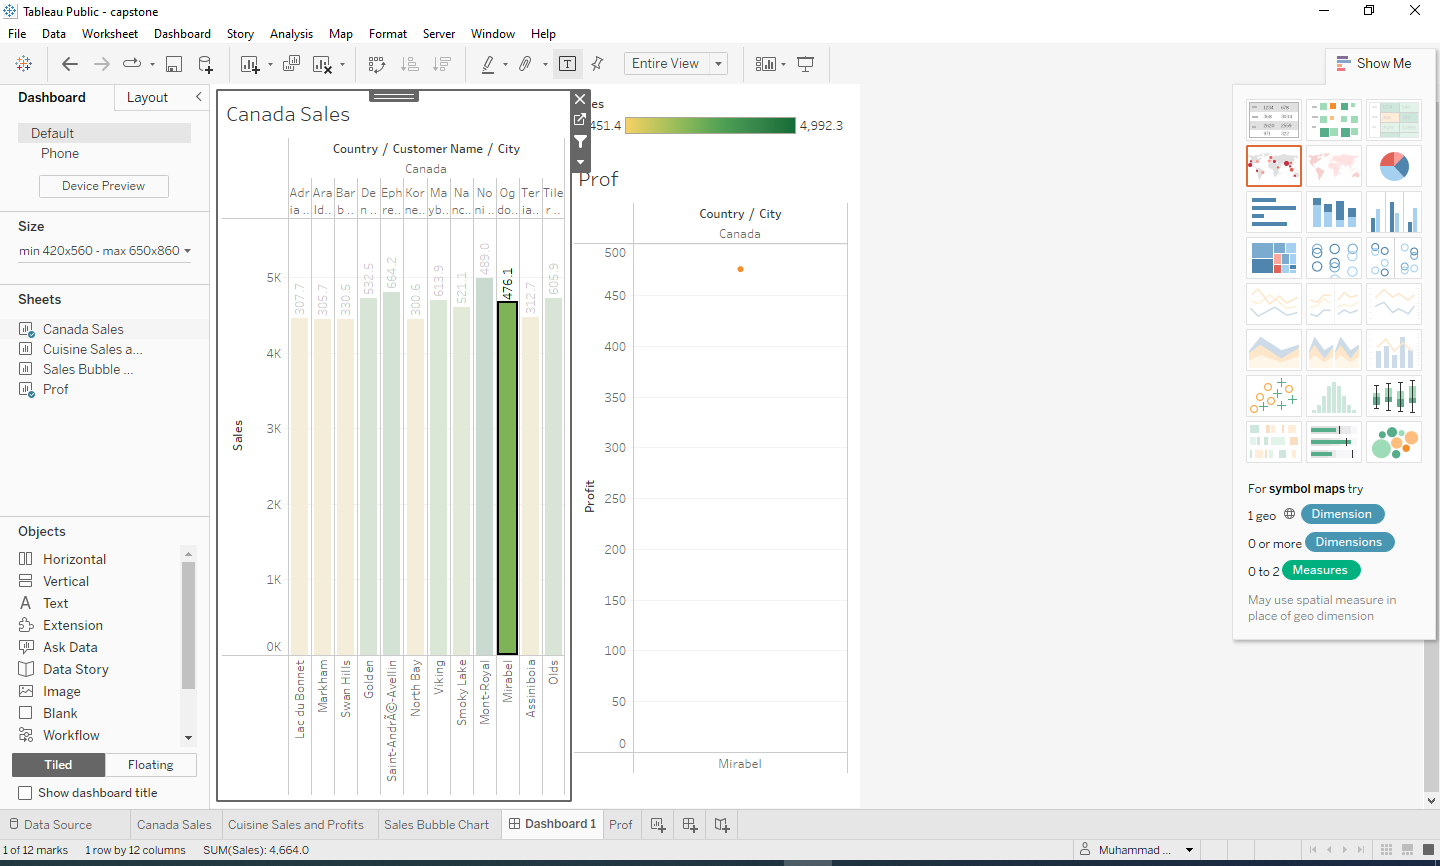 Tableau Public - capstone
File Data Worksheet Dashboard Story Analysis Map Format Server Window Help
Entire View
Show Me
Dashboard Layout
Default
Phone
Device Preview
Size
min 420x560 - max 650x860
Sheets
Canada Sales
Cuisine Sales a...
Sales Bubble ...
Prof
Objects
Horizontal
Vertical
Text
Extension
Ask Data
Data Story
Image
Blank
Workflow
Tiled Floating
Show dashboard title
Canada Sales
Country / Customer Name / City
Canada
Adr Ara Bar De Eph Kor Ma Na No Og Ter Tile
ia .. ld.. b .. n .. re.. ne.. yb.. nc.. ni .. do.. ia.. r ..
Sales
5K
4K
3K
2K
1K
0K
307.7
305.7
330.5
532.5
664.2
300.6
613.9
521.1
489.0
476.1
312.7
605.9
Lac du Bonnet
Markham
Swan Hills
Golden
Saint-AndrÃ©-Avellin
North Bay
Viking
Smoky Lake
Mont-Royal
Mirabel
Assiniboia
Olds
es
451.4 4,992.3
Prof
Country / City
Canada
Profit
500
450
400
350
300
250
200
150
100
50
0
Mirabel
For symbol maps try
1 geo Dimension
0 or more Dimensions
0 to 2 Measures
May use spatial measure in
place of geo dimension
Data Source Canada Sales Cuisine Sales and Profits Sales Bubble Chart Dashboard 1 Prof
1 of 12 marks 1 row by 12 columns SUM(Sales): 4,664.0 Muhammad ...